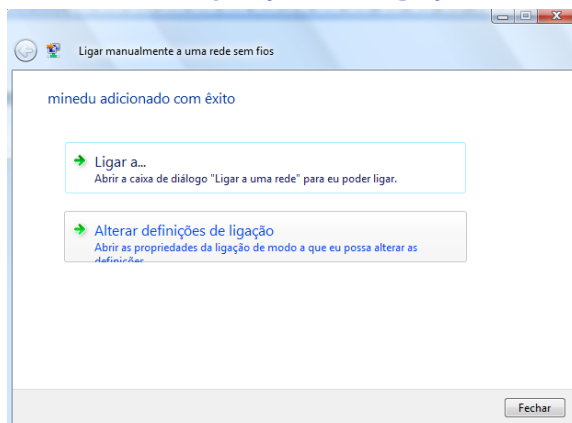 Ligar manualmente a uma rede sem fios
minedu adicionado com êxito
Ligar a...
Abrir a caixa de diálogo "Ligar a uma rede" para eu poder ligar.
Alterar definições de ligação
Abrir as propriedades da ligação de modo a que eu possa alterar as
definições.
Fechar